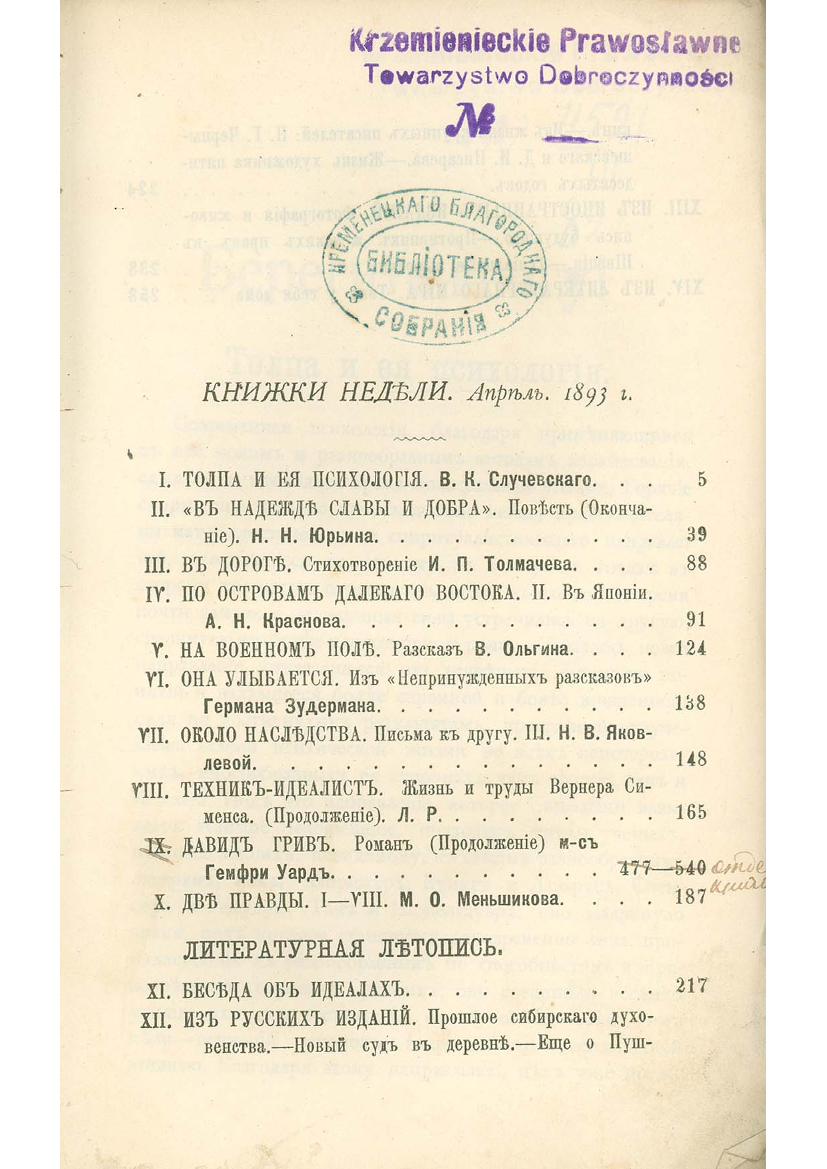 Krzemienieckie Prawosławne
Towarzystwo Dobroczynności
№
КРЕМЕНЕЦКАГО БЛАГОРОДНАГО
БИБЛІОТЕКА
СОБРАНІЯ
КНИЖКИ НЕДѢЛИ. Апрѣль. 1893 г.
I. ТОЛПА И ЕЯ ПСИХОЛОГІЯ. В. К. Случевскаго. . . 5
II. «ВЪ НАДЕЖДѢ СЛАВЫ И ДОБРА». Повѣсть (Оконча-
ніе). Н. Н. Юрьина. . . . . . . . . . . 39
III. ВЪ ДОРОГѢ. Стихотвореніе И. П. Толмачева. . . . 88
IV. ПО ОСТРОВАМЪ ДАЛЕКАГО ВОСТОКА. II. Въ Японіи.
А. Н. Краснова. . . . . . . . . . . . 91
V. НА ВОЕННОМЪ ПОЛѢ. Разсказъ В. Ольгина. . . . 124
VI. ОНА УЛЫБАЕТСЯ. Изъ «Непринужденныхъ разсказовъ»
Германа Зудермана. . . . . . . . . . . 138
VII. ОКОЛО НАСЛѢДСТВА. Письма къ другу. III. Н. В. Яков-
левой. . . . . . . . . . . . . . . 148
VIII. ТЕХНИКЪ-ИДЕАЛИСТЪ. Жизнь и труды Вернера Си-
менса. (Продолженіе). Л. Р. . . . . . . . . 165
IX. ДАВИДЪ ГРИВЪ. Романъ (Продолженіе) м-съ
Гемфри Уардъ. . . . . . . . . . . . 477—540
X. ДВѢ ПРАВДЫ. I—VIII. М. О. Меньшикова. . . . . 187
ЛИТЕРАТУРНАЯ ЛѢТОПИСЬ.
XI. БЕСѢДА ОБЪ ИДЕАЛАХЪ. . . . . . . . . . 217
XII. ИЗЪ РУССКИХЪ ИЗДАНІЙ. Прошлое сибирскаго духо-
венства.—Новый судъ въ деревнѣ.—Еще о Пуш-